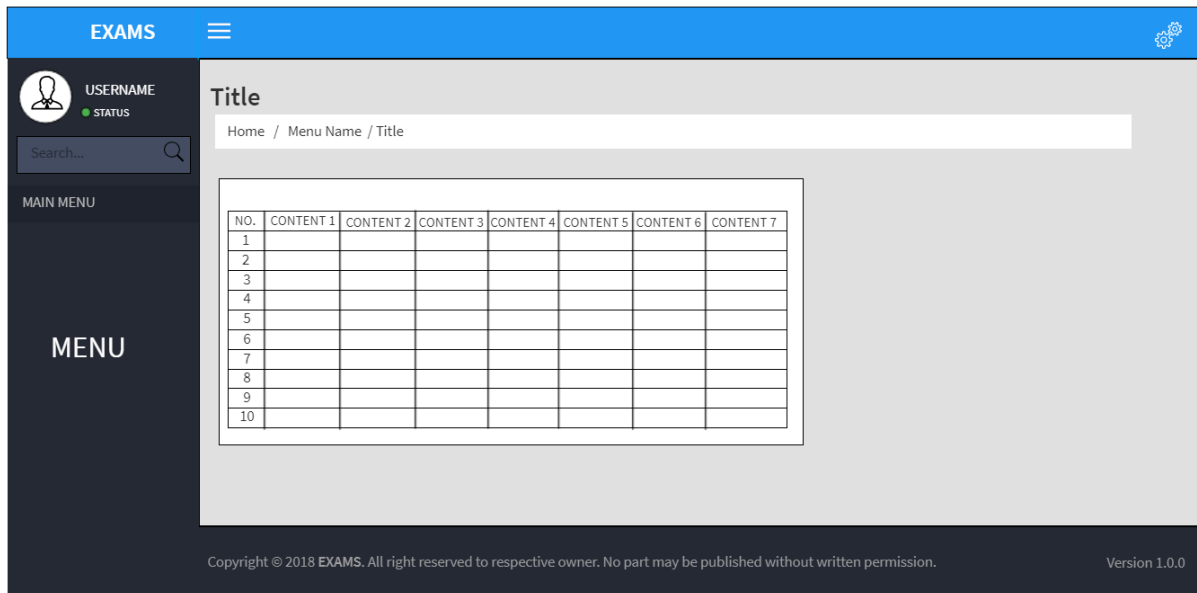 EXAMS
USERNAME
STATUS
Search...
MAIN MENU
MENU
Title
Home / Menu Name / Title
NO. CONTENT 1 CONTENT 2 CONTENT 3 CONTENT 4 CONTENT 5 CONTENT 6 CONTENT 7
1
2
3
4
5
6
7
8
9
10
Copyright © 2018 EXAMS. All right reserved to respective owner. No part may be published without written permission.
Version 1.0.0